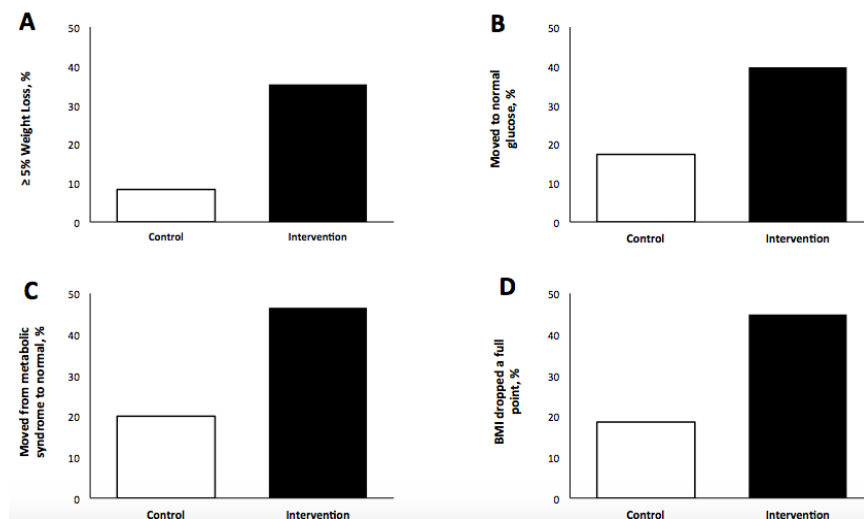 A
≥ 5% Weight Loss, %
50
40
30
20
10
0
Control
Intervention
B
Moved to normal
glucose, %
50
40
30
20
10
0
Control
Intervention
C
Moved from metabolic
syndrome to normal, %
50
40
30
20
10
0
Control
Intervention
D
BMI dropped a full
point, %
50
40
30
20
10
0
Control
Intervention